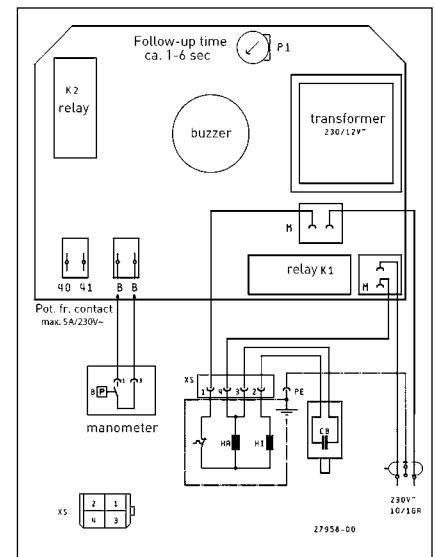 Follow-up time
ca. 1-6 sec
P1
K2
relay
buzzer
transformer
230/12V~
M
relay K1
M
40 41 B B
Pot. fr. contact
max. 5A/230V~
B P 1 3
manometer
XS
1 4 3 2 PE
HA HI
CB
230V~
10/16A
XS
2 1
4 3
27958-00